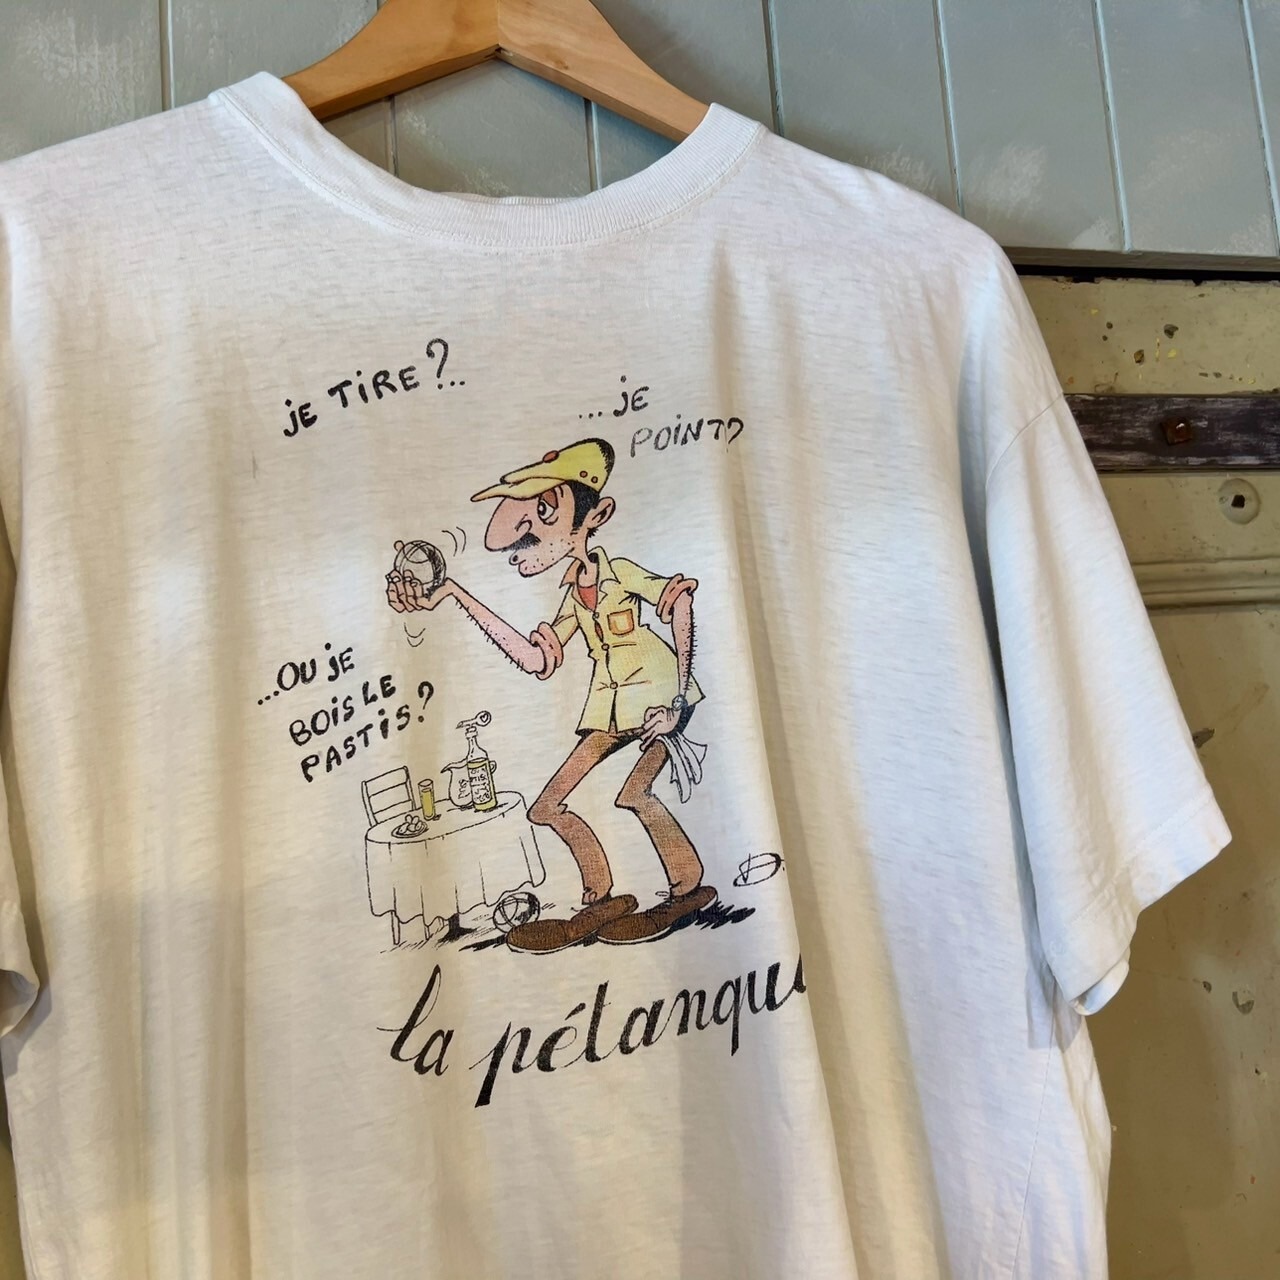 jE TiRE?..
...jE
POiNT?
...OU jE
BOiS LE
PASTiS?
la pétanqu